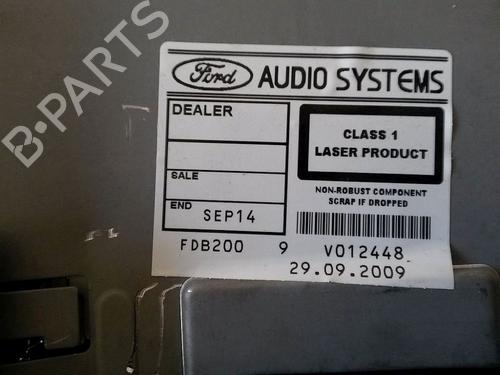 B-PARTS
Ford AUDIO SYSTEMS
DEALER
CLASS 1
LASER PRODUCT
SALE
NON-ROBUST COMPONENT
SCRAP IF DROPPED
END SEP14
FDB200 9 V012448
29.09.2009